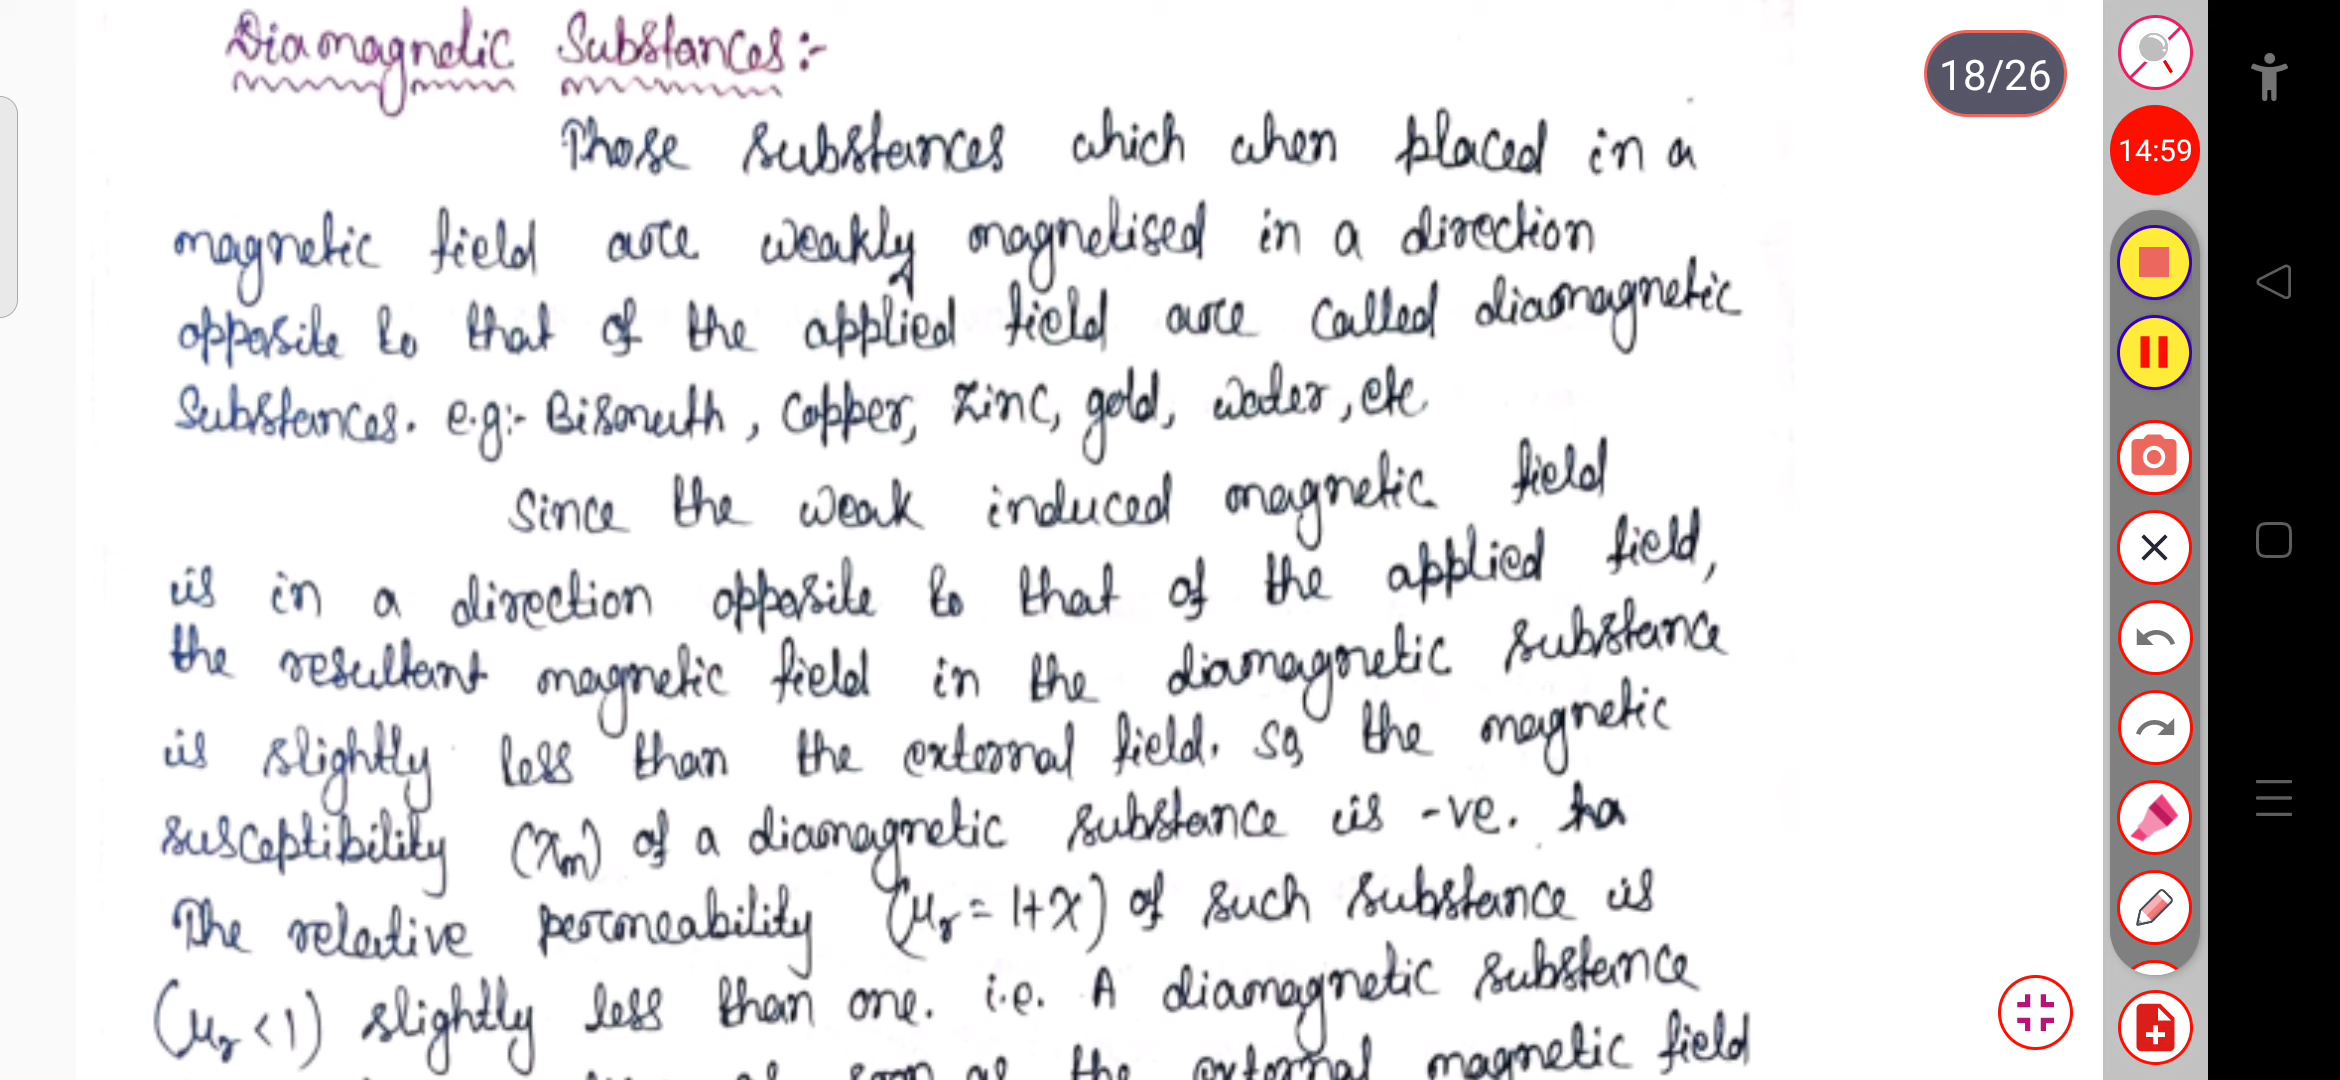 Diamagnetic Substances:-
18/26
14:59
Those substances which when placed in a
magnetic field are weakly magnetised in a direction
opposite to that of the applied field are called diamagnetic
Substances. e.g:- Bismuth, Copper, Zinc, gold, water, etc
Since the weak induced magnetic field
is in a direction opposite to that of the applied field,
the resultant magnetic field in the diamagnetic substance
is slightly less than the external field. So, the magnetic
susceptibility (χm) of a diamagnetic substance is -ve.
The relative permeability (μr = 1+χ) of such substance is
(μr < 1) slightly less than one. i.e. A diamagnetic substance
soon as the external magnetic field